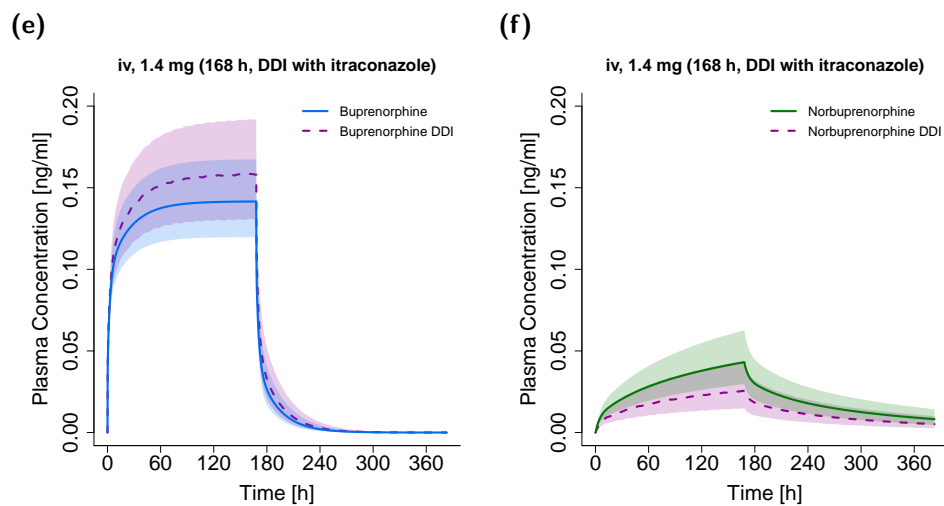 (e)
iv, 1.4 mg (168 h, DDI with itraconazole)
Buprenorphine
Buprenorphine DDI
Plasma Concentration [ng/ml]
0.20
0.15
0.10
0.05
0.00
0 60 120 180 240 300 360
Time [h]
(f)
iv, 1.4 mg (168 h, DDI with itraconazole)
Norbuprenorphine
Norbuprenorphine DDI
Plasma Concentration [ng/ml]
0.20
0.15
0.10
0.05
0.00
0 60 120 180 240 300 360
Time [h]